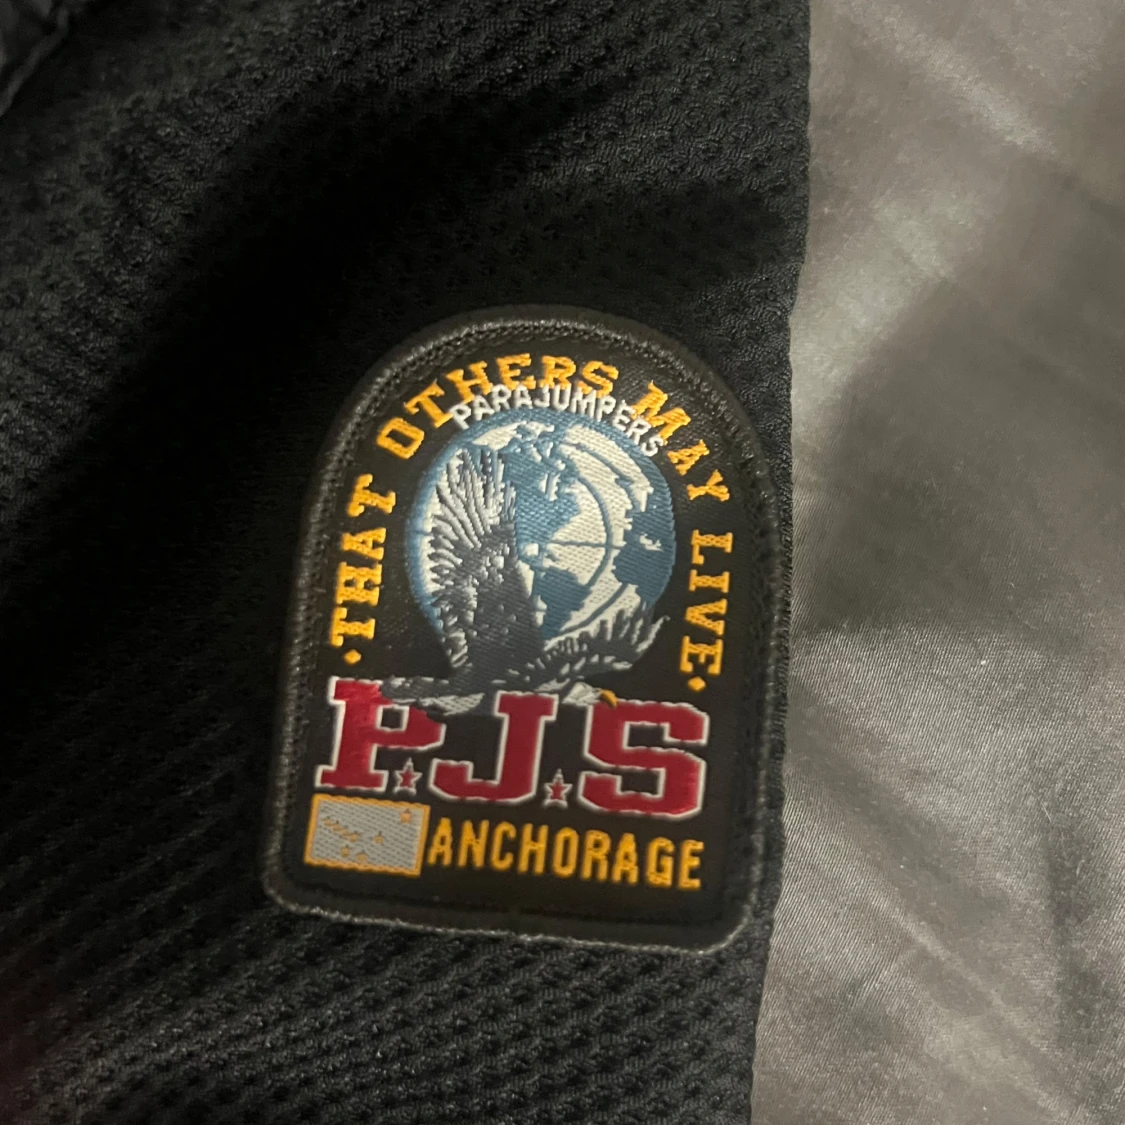 ·THAT OTHERS MAY LIVE·
PARAJUMPERS
P.J.S
ANCHORAGE